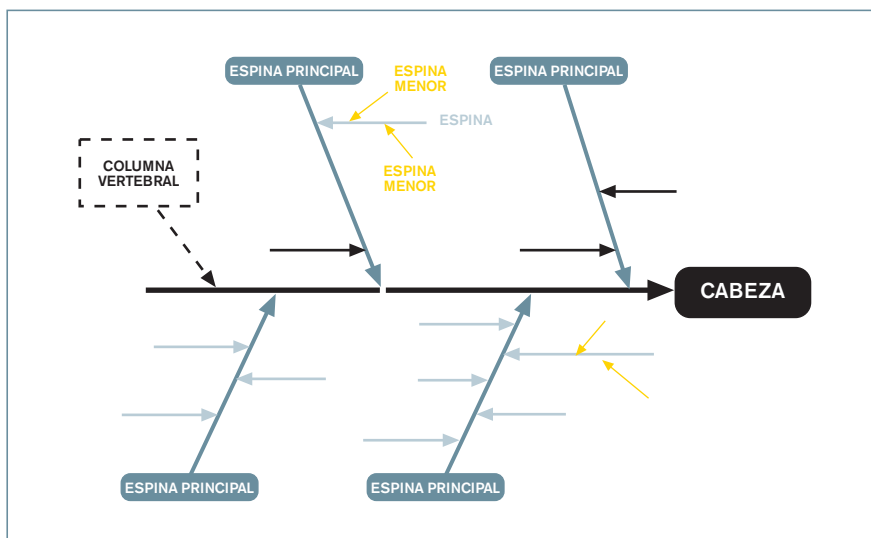 ESPINA PRINCIPAL
ESPINA
MENOR
ESPINA PRINCIPAL
ESPINA
COLUMNA
VERTEBRAL
ESPINA
MENOR
CABEZA
ESPINA PRINCIPAL
ESPINA PRINCIPAL